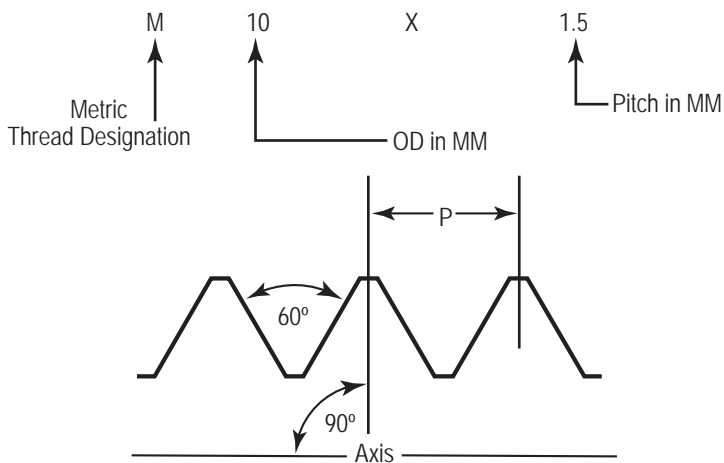 M 10 X 1.5
Metric
Thread Designation
Pitch in MM
OD in MM
P
60º
90º
Axis